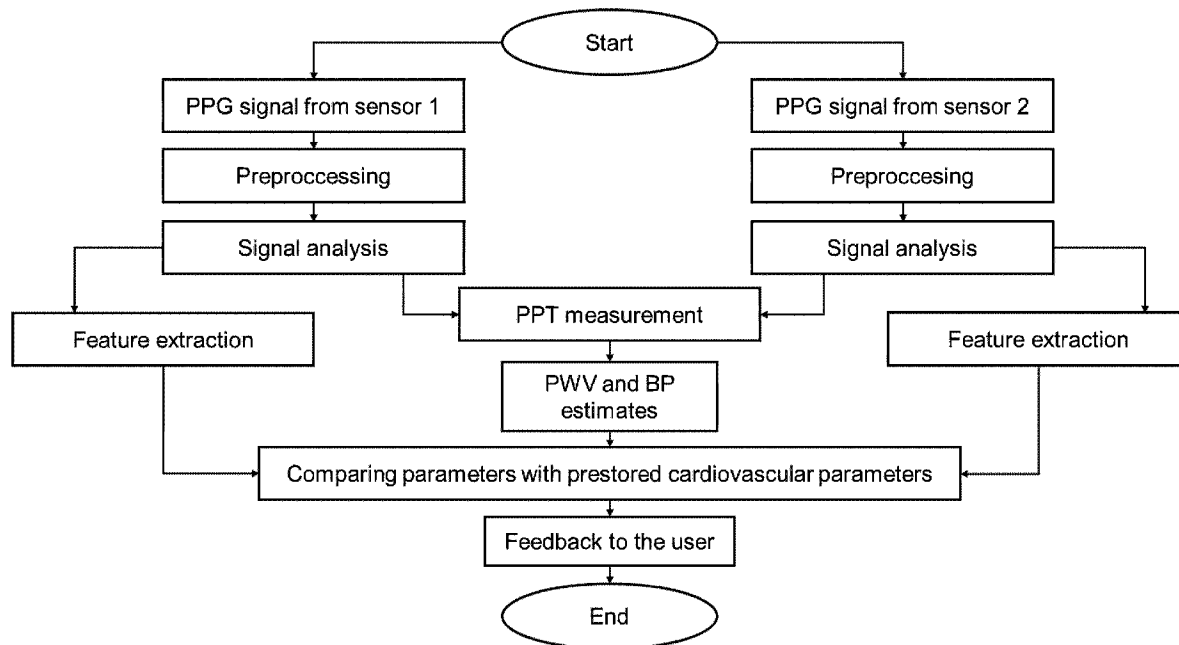 Start
PPG signal from sensor 1
PPG signal from sensor 2
Preproccessing
Preproccesing
Signal analysis
Signal analysis
PPT measurement
Feature extraction
Feature extraction
PWV and BP
estimates
Comparing parameters with prestored cardiovascular parameters
Feedback to the user
End